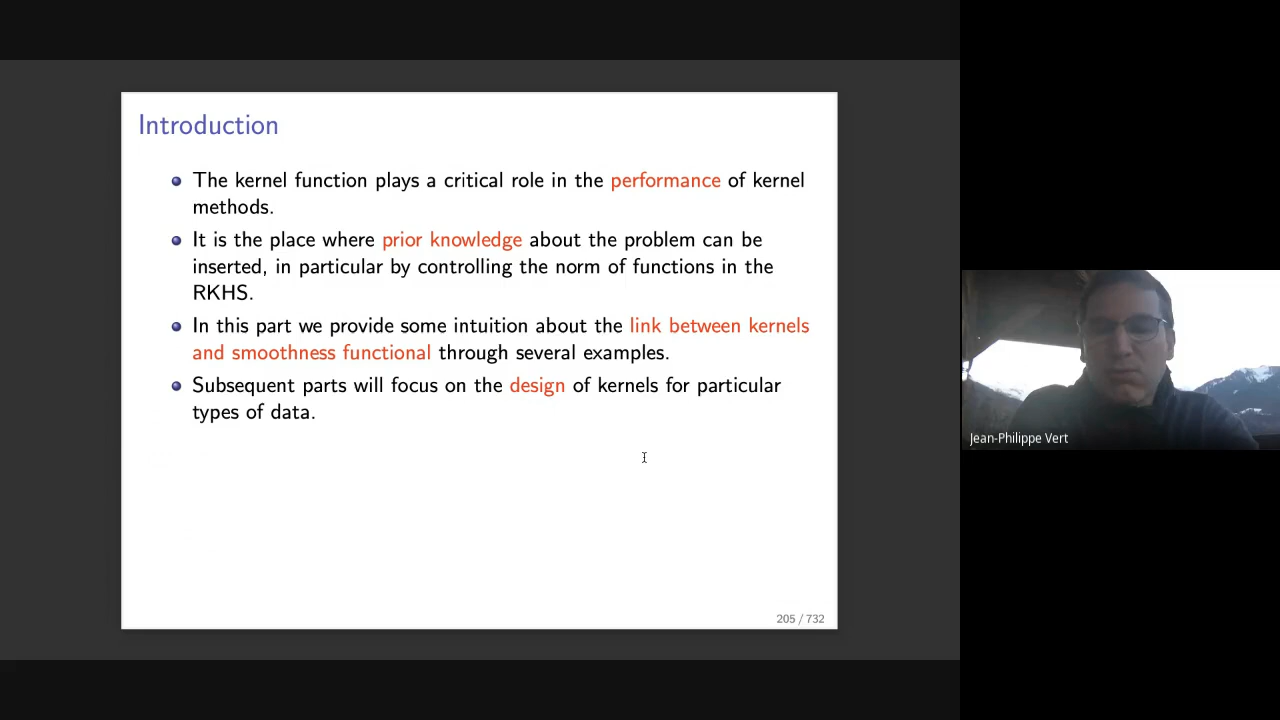 Introduction
The kernel function plays a critical role in the performance of kernel
methods.
It is the place where prior knowledge about the problem can be
inserted, in particular by controlling the norm of functions in the
RKHS.
In this part we provide some intuition about the link between kernels
and smoothness functional through several examples.
Subsequent parts will focus on the design of kernels for particular
types of data.
205 / 732
Jean-Philippe Vert